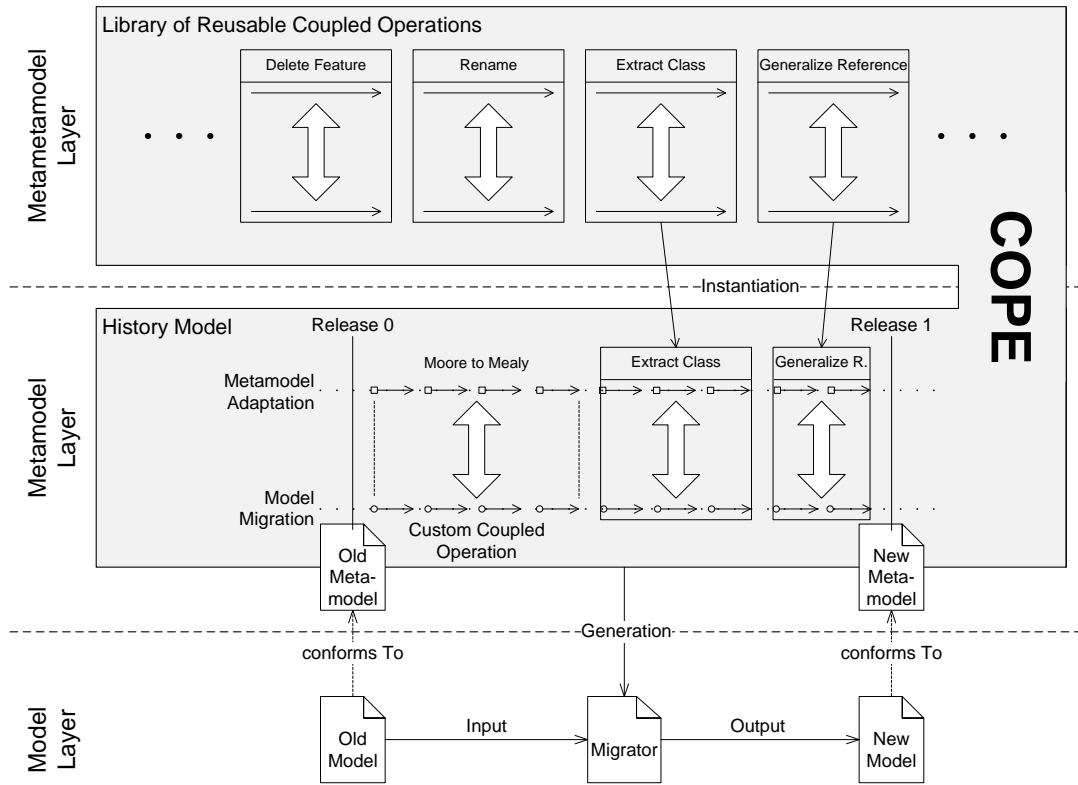 Metametamodel
Layer
Library of Reusable Coupled Operations
Delete Feature
Rename
Extract Class
Generalize Reference
COPE
Instantiation
Metamodel
Layer
History Model
Release 0
Release 1
Moore to Mealy
Extract Class
Generalize R.
Metamodel
Adaptation
Model
Migration
Custom Coupled
Operation
Old
Meta-
model
New
Meta-
model
Generation
conforms To
conforms To
Model
Layer
Old
Model
Input
Migrator
Output
New
Model